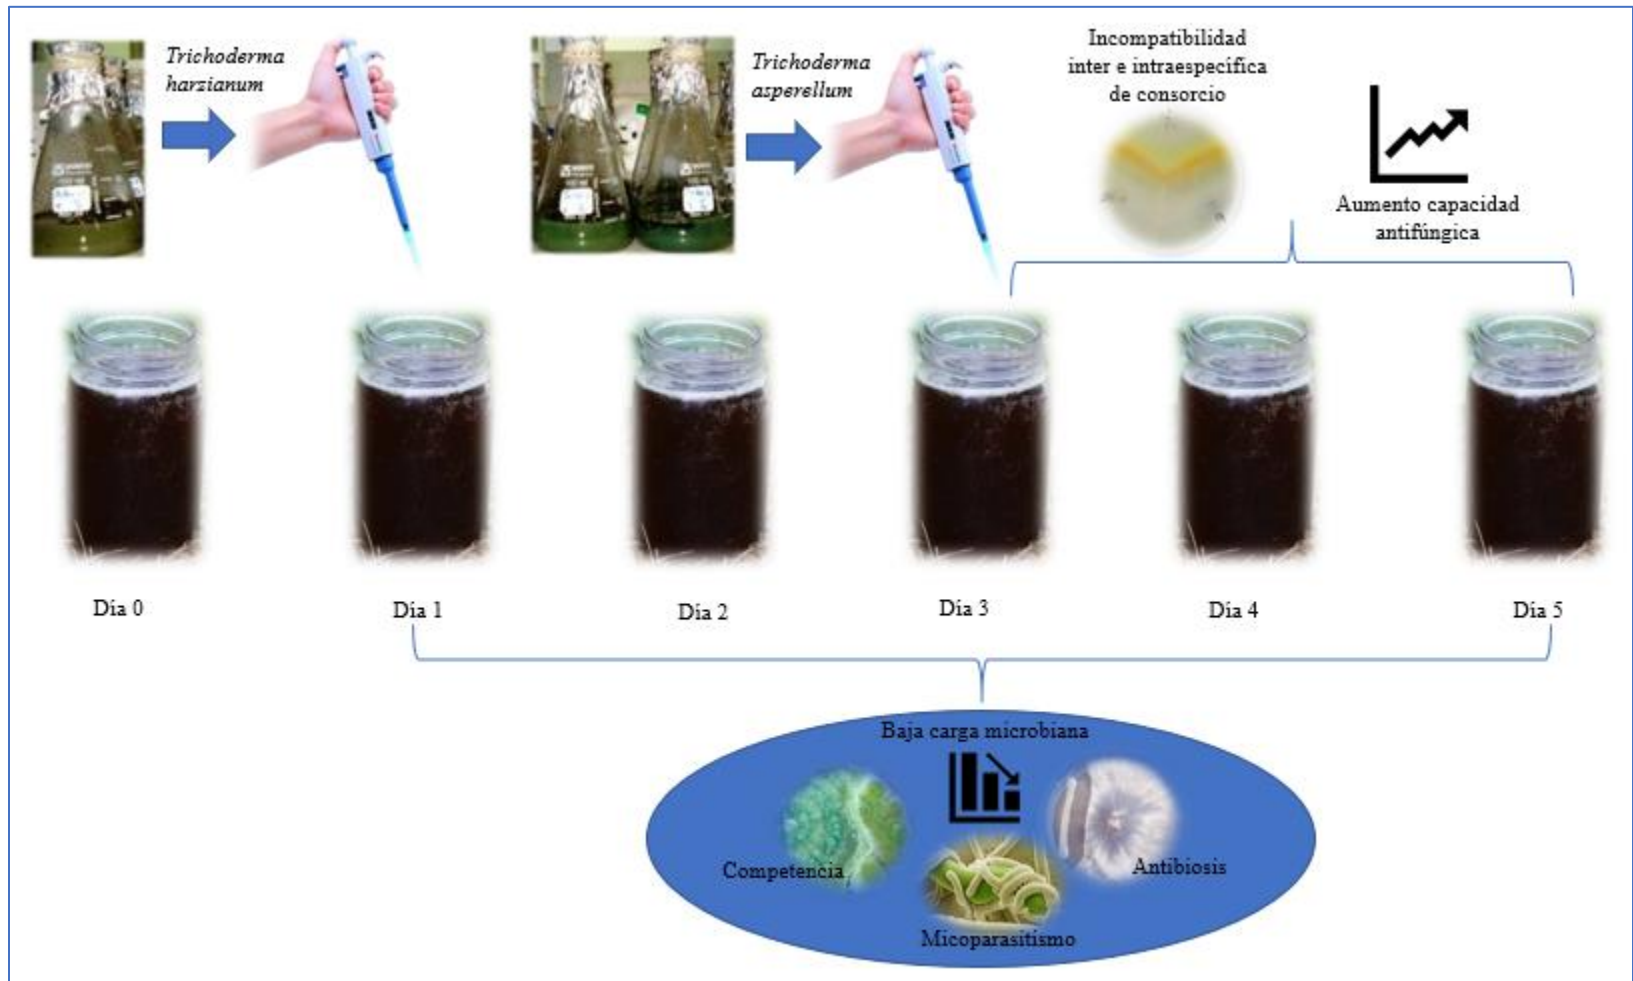 Trichoderma
harzianum
Trichoderma
asperellum
Incompatibilidad
inter e intraespecífica
de consorcio
Aumento capacidad
antifúngica
Día 0
Día 1
Día 2
Día 3
Día 4
Día 5
Baja carga microbiana
Competencia
Antibiosis
Micoparasitísmo